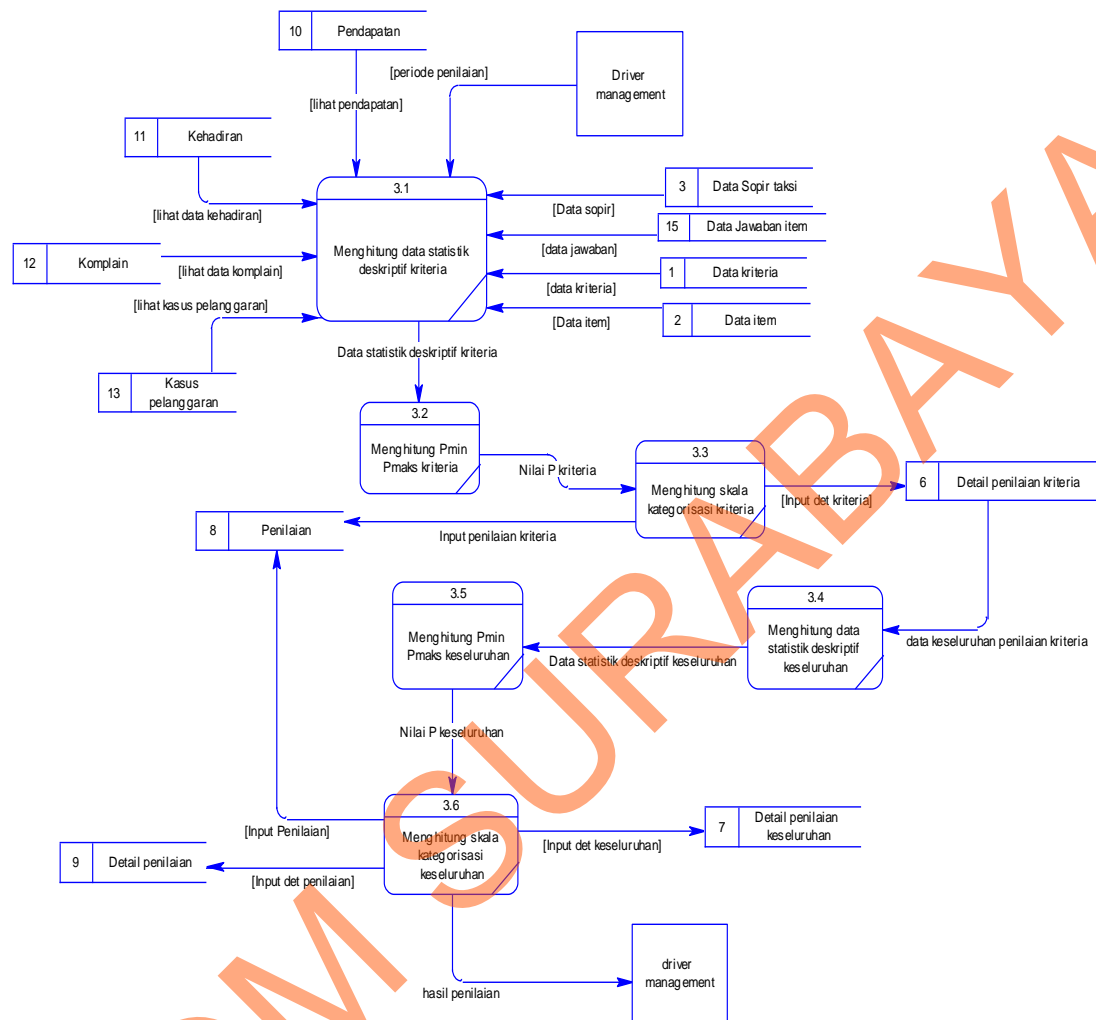 10 Pendapatan
[periode penilaian]
Driver
management
[lihat pendapatan]
11 Kehadiran
[lihat data kehadiran]
3.1
Menghitung data statistik
deskriptif kriteria
3 Data Sopir taksi
[Data sopir]
15 Data Jawaban item
[data jawaban]
12 Komplain
[lihat data komplain]
1 Data kriteria
[data kriteria]
[lihat kasus pelanggaran]
2 Data item
[Data item]
13 Kasus
pelanggaran
Data statistik deskriptif kriteria
3.2
Menghitung Pmin
Pmaks kriteria
Nilai P kriteria
3.3
Menghitung skala
kategorisasi kriteria
[Input det kriteria]
6 Detail penilaian kriteria
8 Penilaian
Input penilaian kriteria
3.5
Menghitung Pmin
Pmaks keseluruhan
3.4
Menghitung data
statistik deskriptif
keseluruhan
data keseluruhan penilaian kriteria
Data statistik deskriptif keseluruhan
Nilai P keseluruhan
3.6
Menghitung skala
kategorisasi
keseluruhan
[Input Penilaian]
[Input det keseluruhan]
7 Detail penilaian
keseluruhan
9 Detail penilaian
[Input det penilaian]
driver
management
hasil penilaian
OM SURABAYA